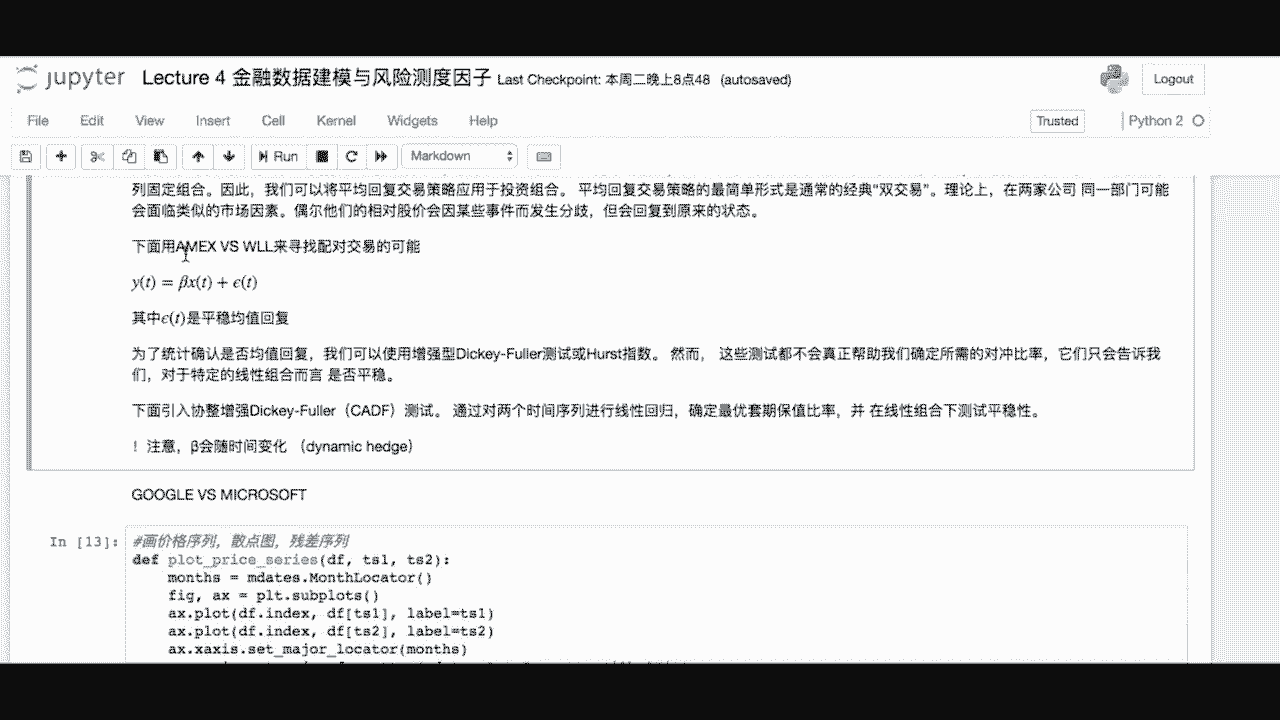 jupyter Lecture 4 金融数据建模与风险测度因子 Last Checkpoint: 本周二晚上8点48 (autosaved) Logout
File Edit View Insert Cell Kernel Widgets Help Trusted Python 2
Run Markdown
列固定组合。因此，我们可以将平均回复交易策略应用于投资组合。 平均回复交易策略的最简单形式是通常的经典“双交易”。理论上，在两家公司 同一部门可能
会面临类似的市场因素。偶尔他们的相对股价会因某些事件而发生分歧，但会回复到原来的状态。
下面用AMEX VS WLL来寻找配对交易的可能
y(t) = βx(t) + ϵ(t)
其中ϵ(t)是平稳均值回复
为了统计确认是否均值回复，我们可以使用增强型Dickey-Fuller测试或Hurst指数。 然而， 这些测试都不会真正帮助我们确定所需的对冲比率，它们只会告诉我
们，对于特定的线性组合而言 是否平稳。
下面引入协整增强Dickey-Fuller（CADF）测试。 通过对两个时间序列进行线性回归，确定最优套期保值比率，并 在线性组合下测试平稳性。
！注意，β会随时间变化 （dynamic hedge）
GOOGLE VS MICROSOFT
In [13]: #画价格序列，散点图，残差序列
def plot_price_series(df, ts1, ts2):
months = mdates.MonthLocator()
fig, ax = plt.subplots()
ax.plot(df.index, df[ts1], label=ts1)
ax.plot(df.index, df[ts2], label=ts2)
ax.xaxis.set_major_locator(months)